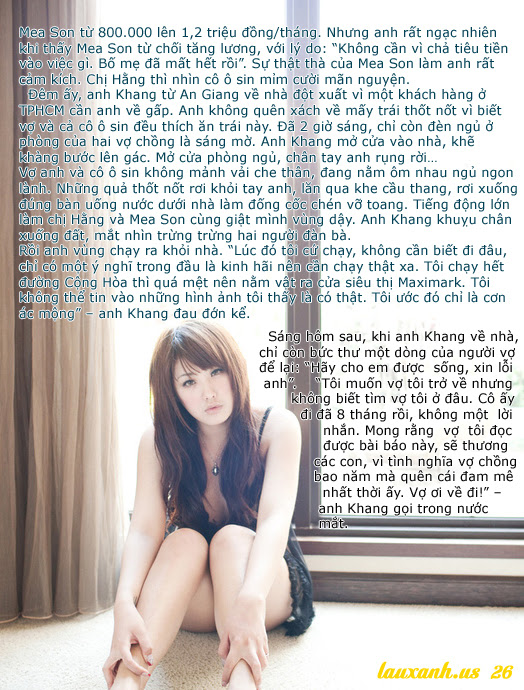 Mea Son từ 800.000 lên 1,2 triệu đồng/tháng. Nhưng anh rất ngạc nhiên
khi thấy Mea Son từ chối tăng lương, với lý do: “Không cần vì chả tiêu tiền
vào việc gì. Bố mẹ đã mất hết rồi”. Sự thật thà của Mea Son làm anh rất
cảm kích. Chị Hằng thì nhìn cô ô sin mỉm cười mãn nguyện.
Đêm ấy, anh Khang từ An Giang về nhà đột xuất vì một khách hàng ở
TPHCM cần anh về gấp. Anh không quên xách về mấy trái thốt nốt vì biết
vợ và cả cô ô sin đều thích ăn trái này. Đã 2 giờ sáng, chỉ còn đèn ngủ ở
phòng của hai vợ chồng là sáng mờ. Anh Khang mở cửa vào nhà, khẽ
khàng bước lên gác. Mở cửa phòng ngủ, chân tay anh rụng rời...
Vợ anh và cô ô sin không mảnh vải che thân, đang nằm ôm nhau ngủ ngon
lành. Những quả thốt nốt rơi khỏi tay anh, lăn qua khe cầu thang, rơi xuống
đúng bàn uống nước dưới nhà làm đống cốc chén vỡ toang. Tiếng động lớn
làm chị Hằng và Mea Son cùng giật mình vùng dậy. Anh Khang khuỵu chân
xuống đất, mắt nhìn trừng trừng hai người đàn bà.
Rồi anh vùng chạy ra khỏi nhà. “Lúc đó tôi cứ chạy, không cần biết đi đâu,
chỉ có một ý nghĩ trong đầu là kinh hãi nên cần chạy thật xa. Tôi chạy hết
đường Cộng Hòa thì quá mệt nên nằm vật ra cửa siêu thị Maximark. Tôi
không thể tin vào những hình ảnh tôi thấy là có thật. Tôi ước đó chỉ là cơn
ác mông” – anh Khang đau đớn kể.
Sáng hôm sau, khi anh Khang về nhà,
chỉ còn bức thư một dòng của người vợ
để lại: “Hãy cho em được sống, xin lỗi
anh”. “Tôi muốn vợ tôi trở về nhưng
không biết tìm vợ tôi ở đâu. Cô ấy
đi đã 8 tháng rồi, không một lời
nhắn. Mong rằng vợ tôi đọc
được bài báo này, sẽ thương
các con, vì tình nghĩa vợ chồng
bao năm mà quên cái đam mê
nhất thời ấy. Vợ ơi về đi!” –
anh Khang gọi trong nước
mắt.
lauxanh.us 26